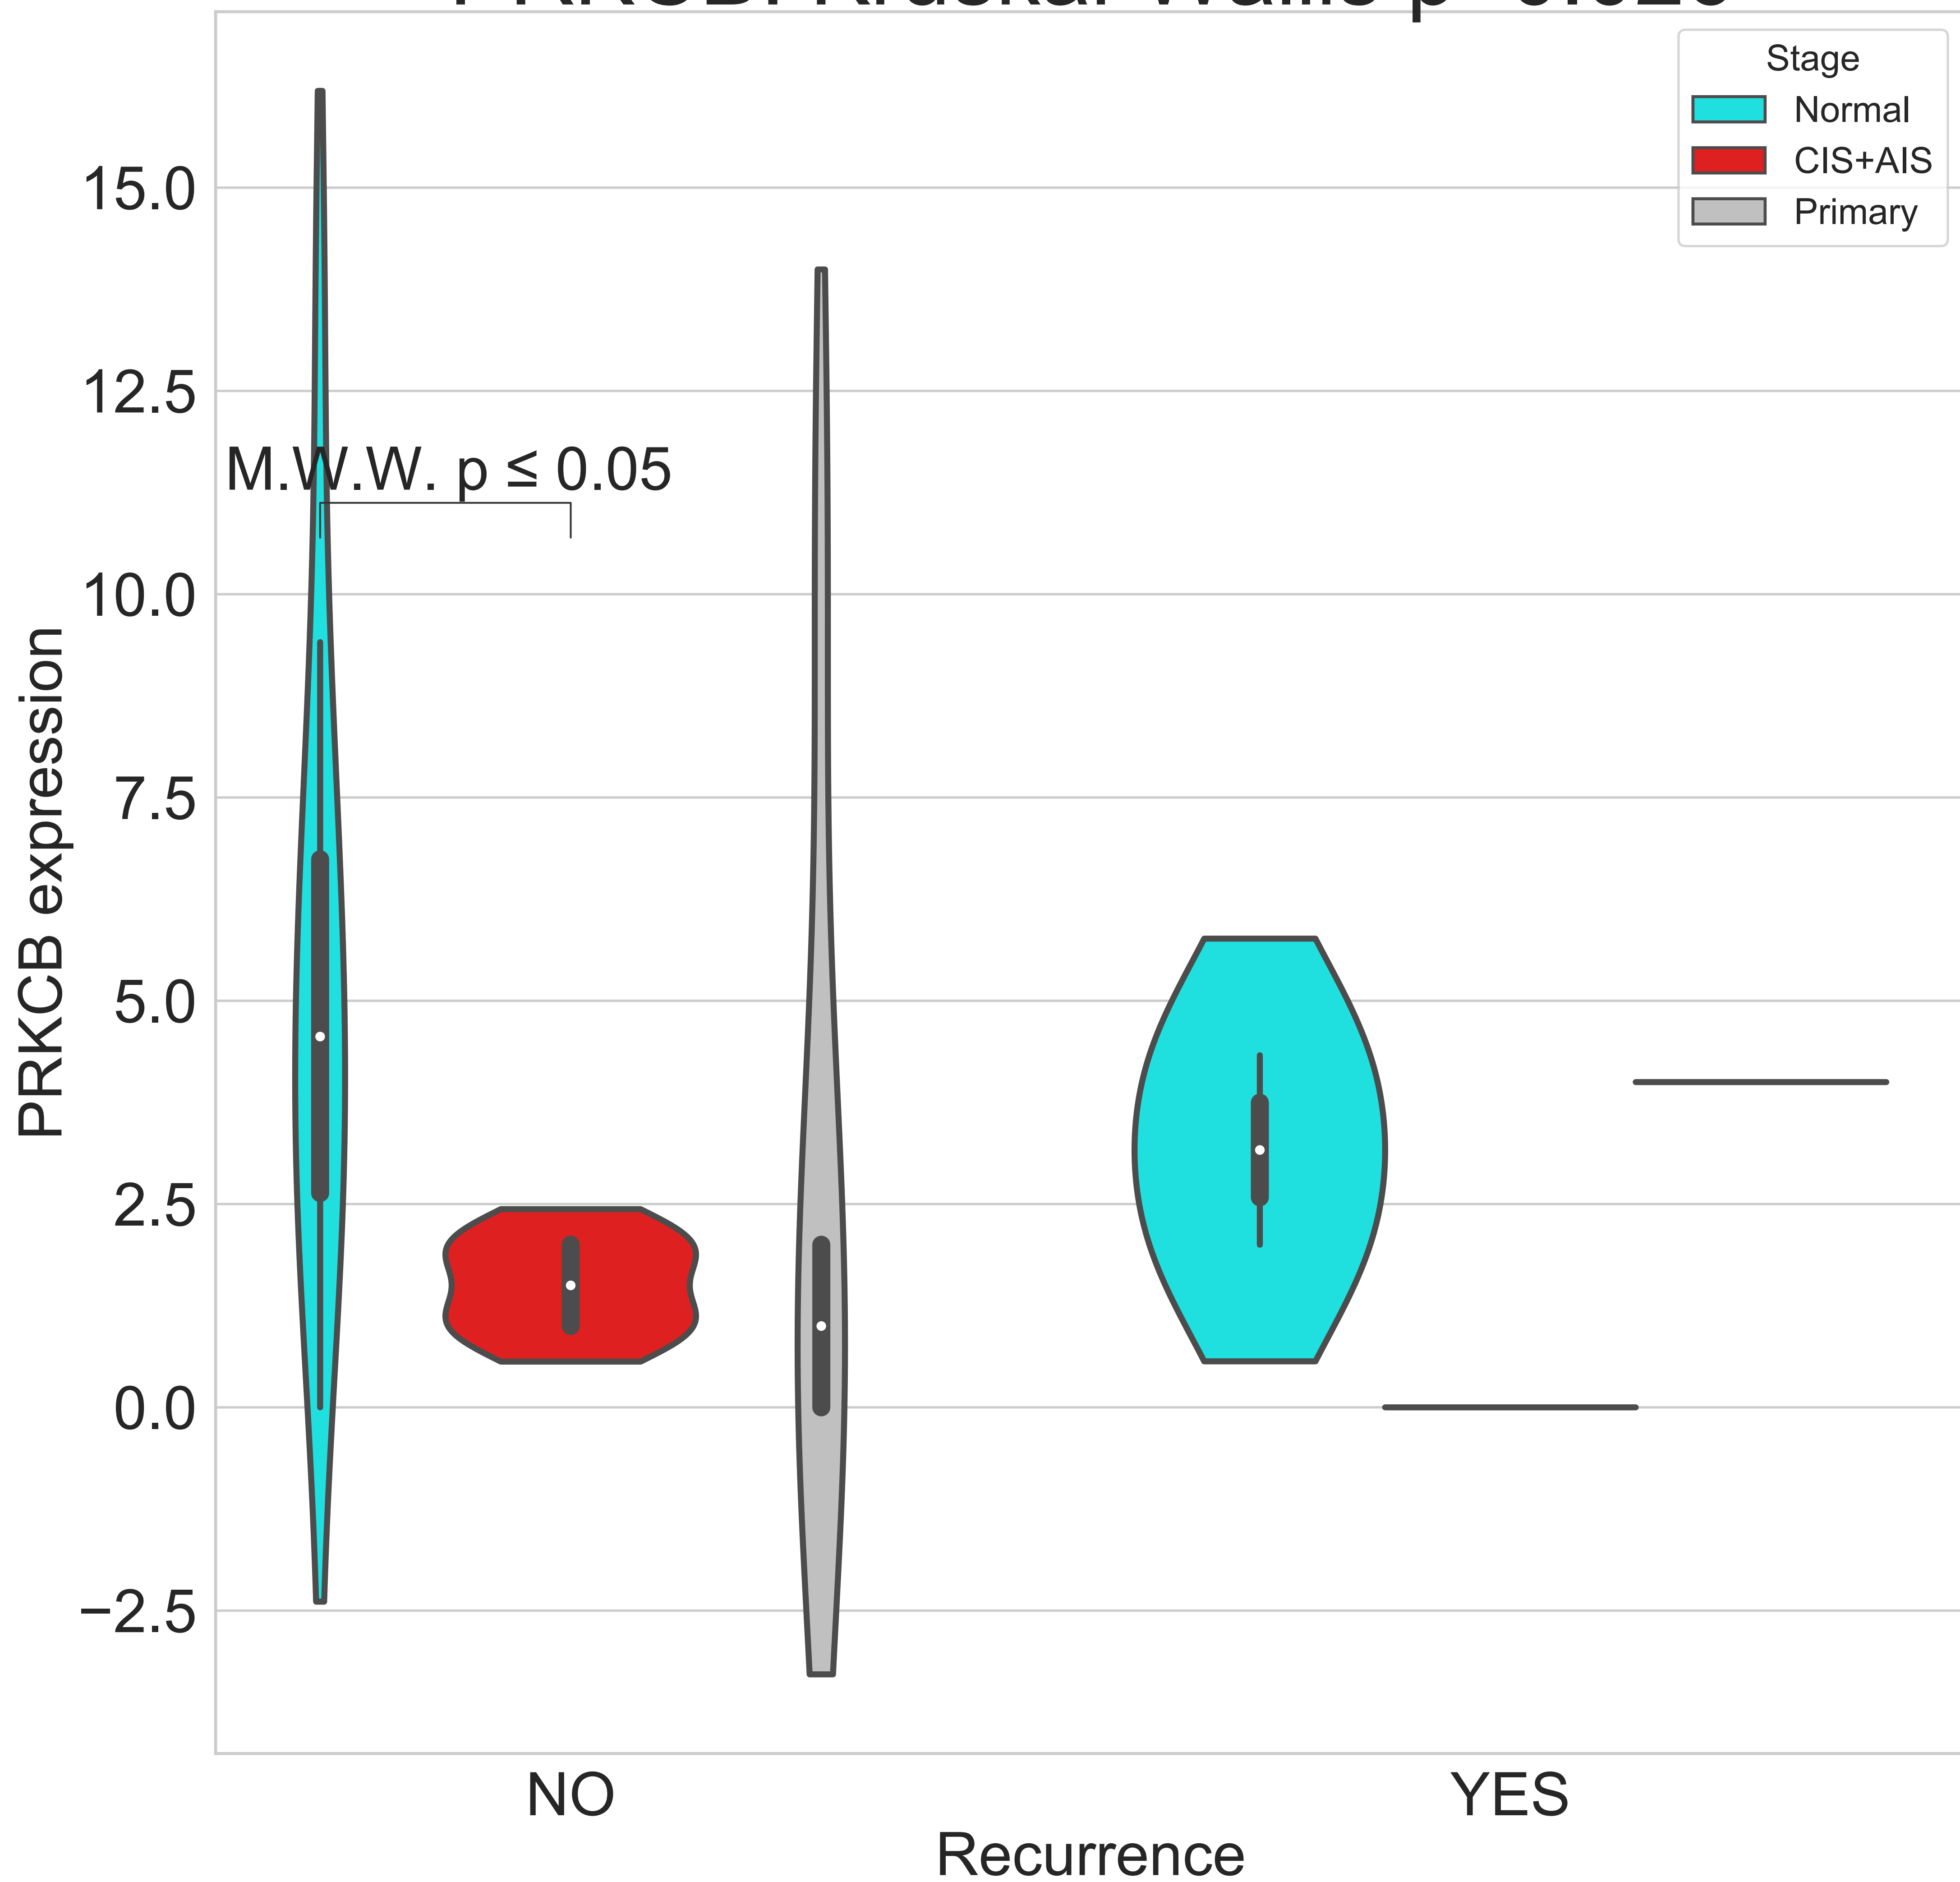 Stage
Normal
CIS+AIS
Primary
15.0
12.5
10.0
7.5
5.0
2.5
0.0
−2.5
M.W.W. p ≤ 0.05
PRKCB expression
NO
YES
Recurrence